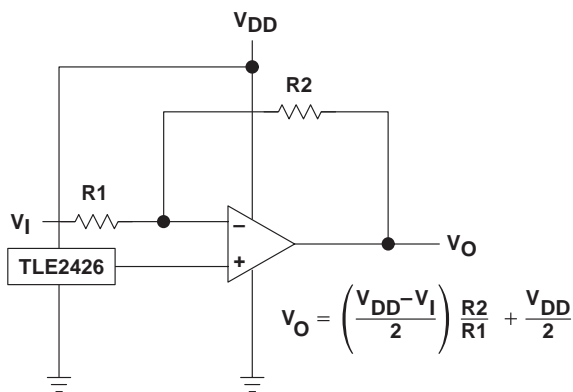 VDD
R2
R1
VI
−
TLE2426
+
VO
VO = ((VDD−VI)/2) R2/R1 + VDD/2